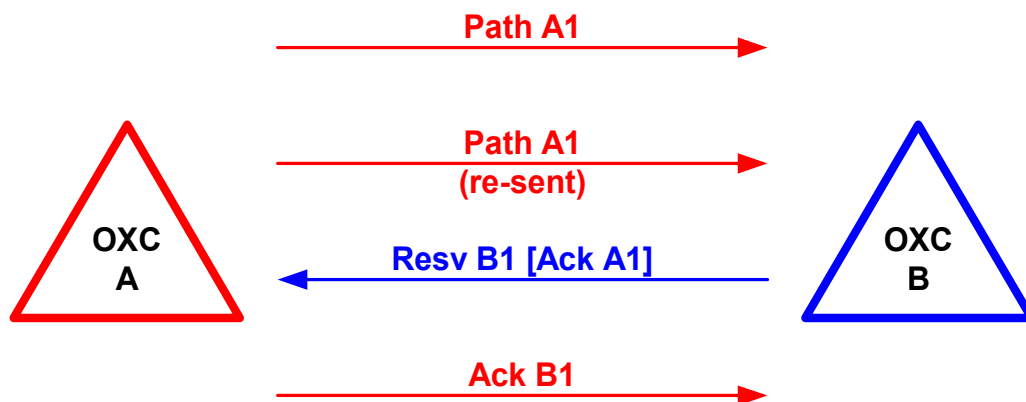 Path A1
Path A1
(re-sent)
OXC
A
Resv B1 [Ack A1]
OXC
B
Ack B1